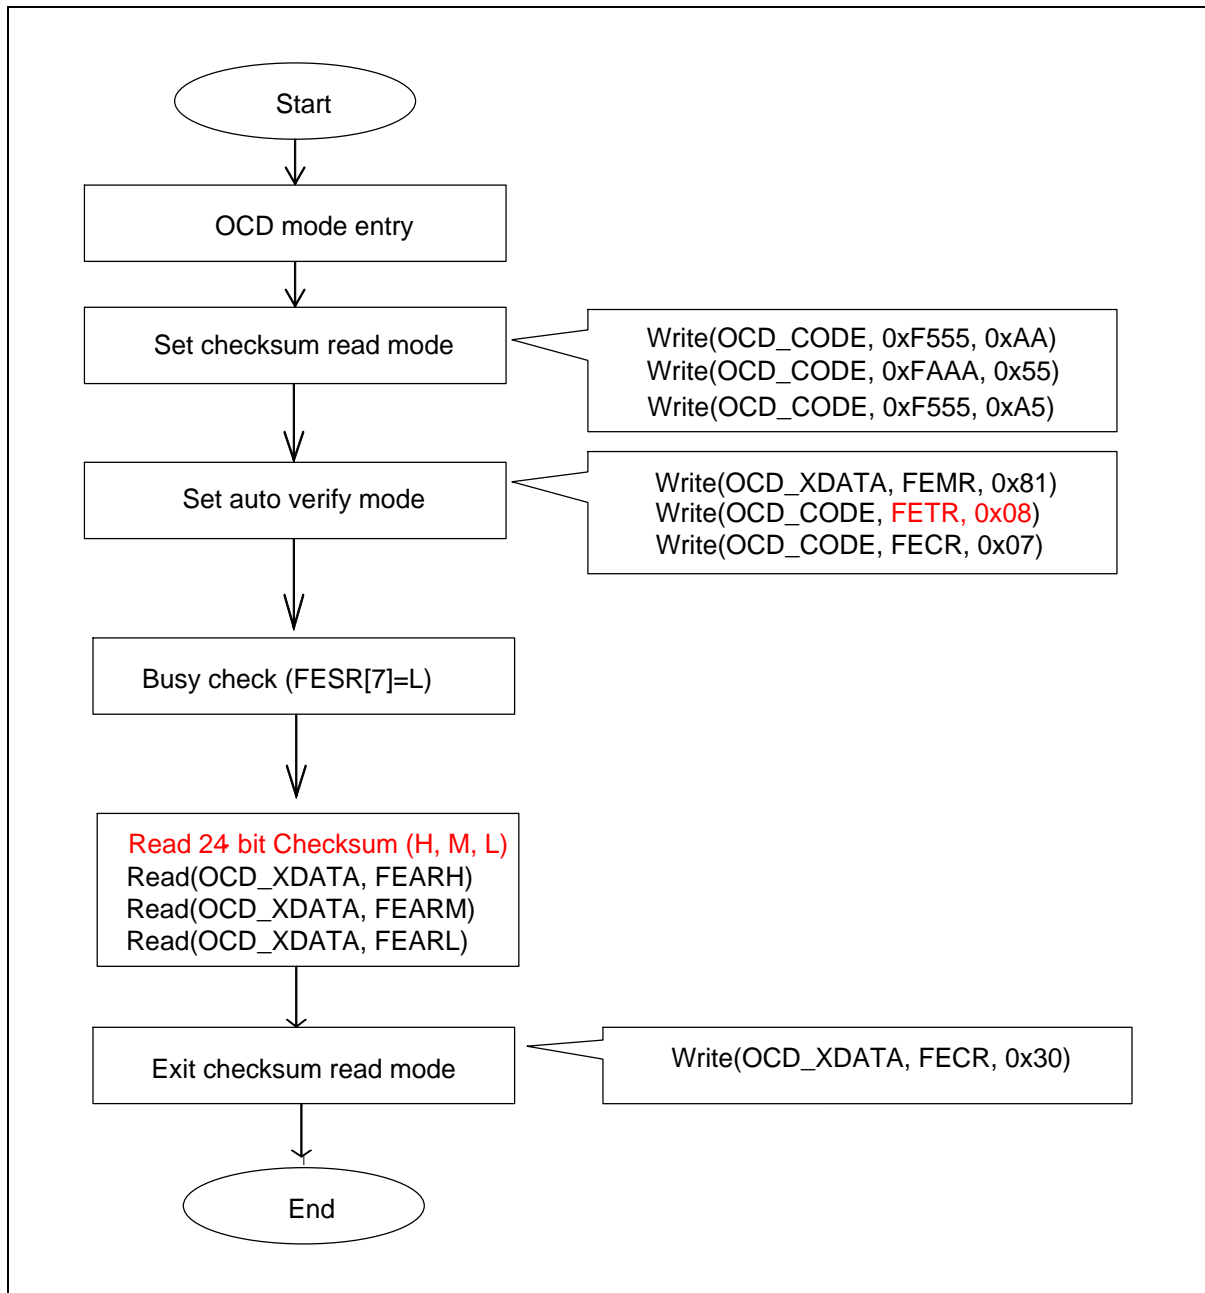 Start
OCD mode entry
Set checksum read mode
Write(OCD_CODE, 0xF555, 0xAA)
Write(OCD_CODE, 0xFAAA, 0x55)
Write(OCD_CODE, 0xF555, 0xA5)
Set auto verify mode
Write(OCD_XDATA, FEMR, 0x81)
Write(OCD_CODE, FETR, 0x08)
Write(OCD_CODE, FECR, 0x07)
Busy check (FESR[7]=L)
Read 24- bit Checksum (H, M, L)
Read(OCD_XDATA, FEARH)
Read(OCD_XDATA, FEARM)
Read(OCD_XDATA, FEARL)
Exit checksum read mode
Write(OCD_XDATA, FECR, 0x30)
End